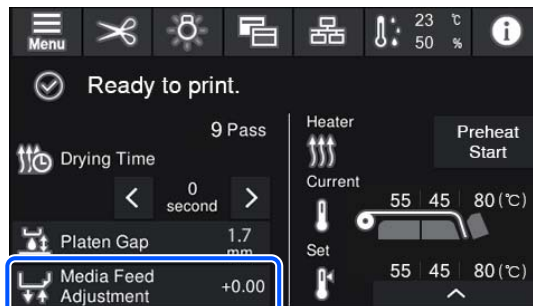 Menu
23 ℃
50 %
i
Ready to print.
9 Pass
Drying Time
0
second
Platen Gap
1.7
mm
Media Feed
Adjustment
+0.00
Heater
Preheat
Start
Current
55 45 80 (℃)
Set
55 45 80 (℃)